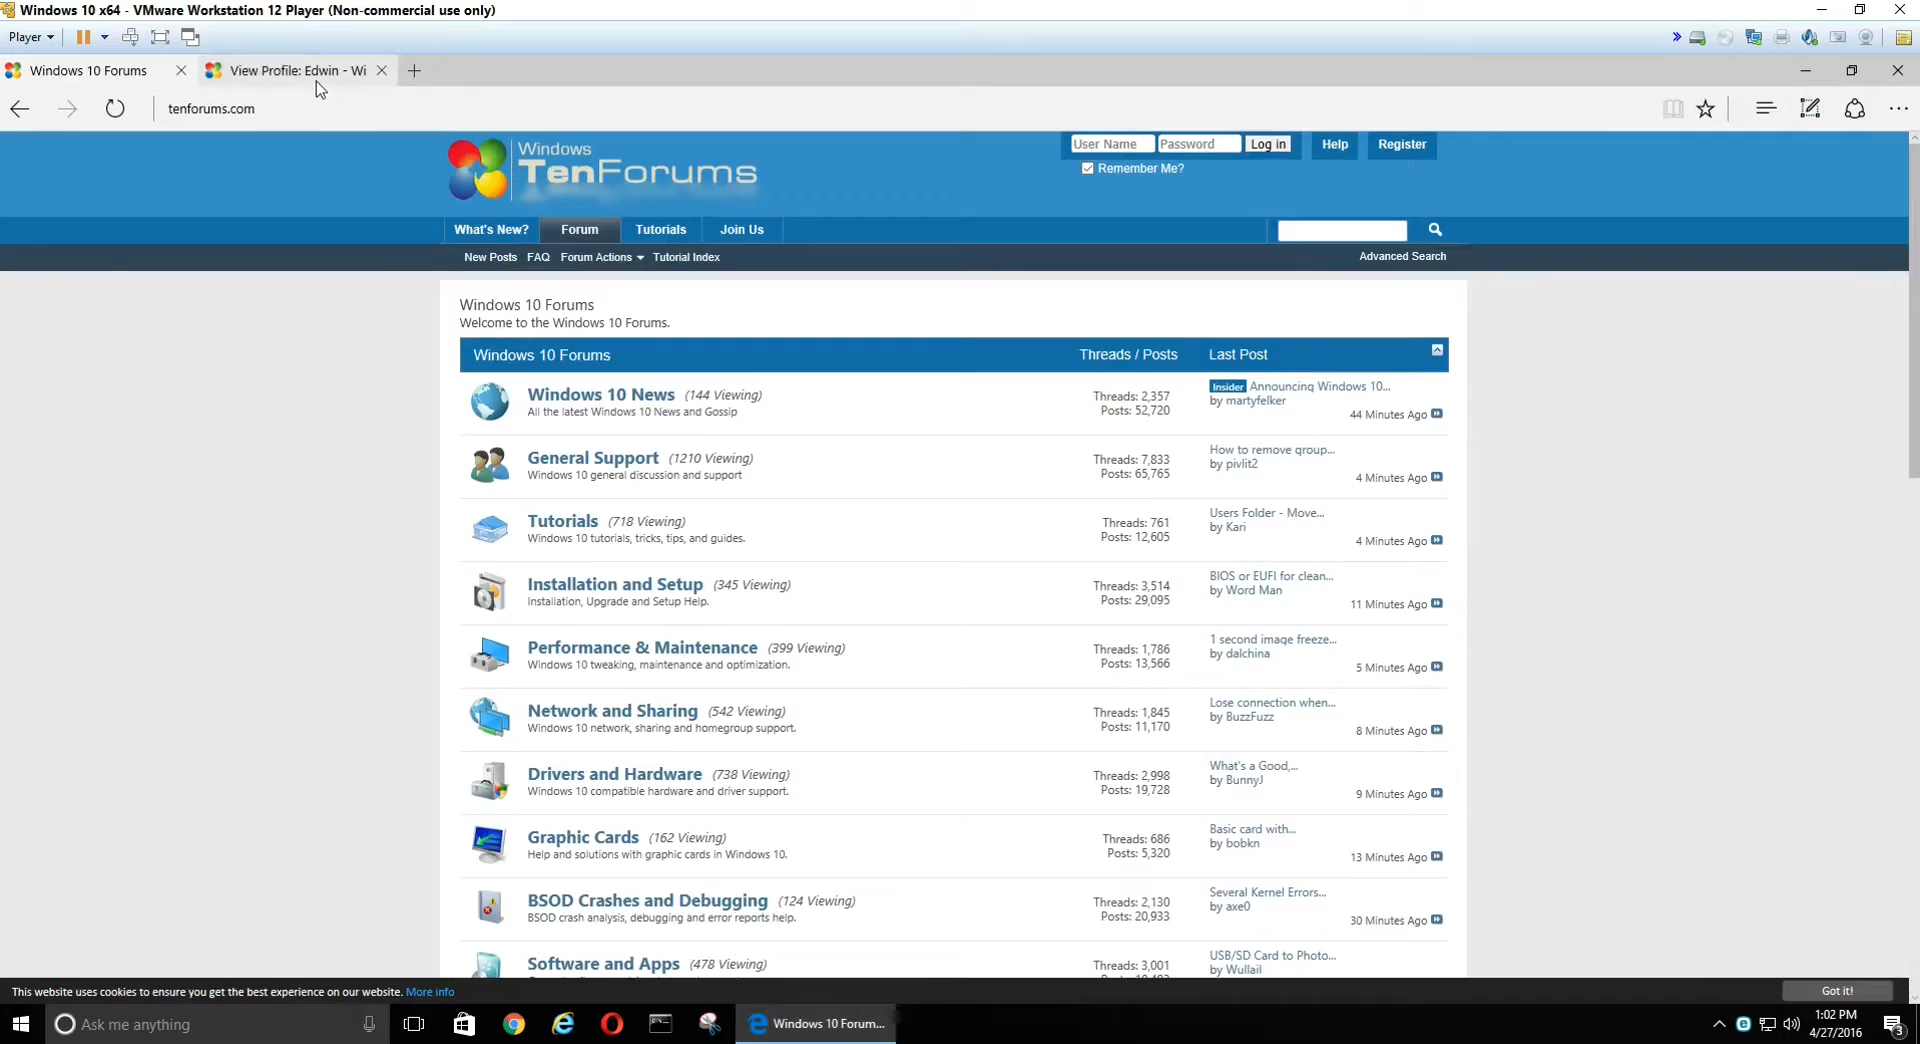 Windows 10 x64 - VMware Workstation 12 Player (Non-commercial use only)
Player
Windows 10 Forums
View Profile: Edwin - Wi
tenforums.com
Windows
TenForums
User Name Password Log in Help Register
Remember Me?
What's New? Forum Tutorials Join Us
New Posts FAQ Forum Actions Tutorial Index Advanced Search
Windows 10 Forums
Welcome to the Windows 10 Forums.
Windows 10 Forums Threads / Posts Last Post
Windows 10 News (144 Viewing)
All the latest Windows 10 News and Gossip
Threads: 2,357
Posts: 52,720
Insider Announcing Windows 10...
by martyfelker
44 Minutes Ago
General Support (1210 Viewing)
Windows 10 general discussion and support
Threads: 7,833
Posts: 65,765
How to remove group...
by pivlit2
4 Minutes Ago
Tutorials (718 Viewing)
Windows 10 tutorials, tricks, tips, and guides.
Threads: 761
Posts: 12,605
Users Folder - Move...
by Kari
4 Minutes Ago
Installation and Setup (345 Viewing)
Installation, Upgrade and Setup Help.
Threads: 3,514
Posts: 29,095
BIOS or EUFI for clean...
by Word Man
11 Minutes Ago
Performance & Maintenance (399 Viewing)
Windows 10 tweaking, maintenance and optimization.
Threads: 1,786
Posts: 13,566
1 second image freeze...
by dalchina
5 Minutes Ago
Network and Sharing (542 Viewing)
Windows 10 network, sharing and homegroup support.
Threads: 1,845
Posts: 11,170
Lose connection when...
by BuzzFuzz
8 Minutes Ago
Drivers and Hardware (738 Viewing)
Windows 10 compatible hardware and driver support.
Threads: 2,998
Posts: 19,728
What's a Good,...
by BunnyJ
9 Minutes Ago
Graphic Cards (162 Viewing)
Help and solutions with graphic cards in Windows 10.
Threads: 686
Posts: 5,320
Basic card with...
by bobkn
13 Minutes Ago
BSOD Crashes and Debugging (124 Viewing)
BSOD crash analysis, debugging and error reports help.
Threads: 2,130
Posts: 20,933
Several Kernel Errors...
by axe0
30 Minutes Ago
Software and Apps (478 Viewing)
Threads: 3,001
USB/SD Card to Photo...
by Wullail
This website uses cookies to ensure you get the best experience on our website. More info Got it!
Ask me anything
Windows 10 Forum...
1:02 PM
4/27/2016
3